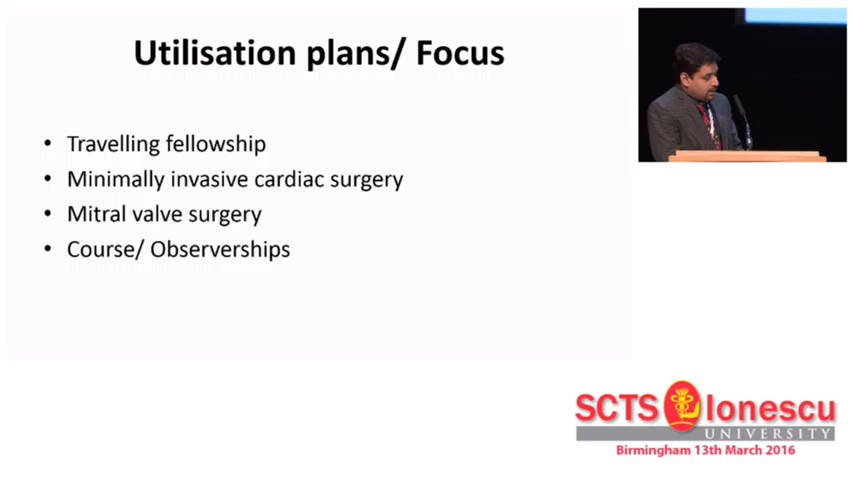 Utilisation plans/ Focus
• Travelling fellowship
• Minimally invasive cardiac surgery
• Mitral valve surgery
• Course/ Observerships
SCTS Ionescu
UNIVERSITY
Birmingham 13th March 2016